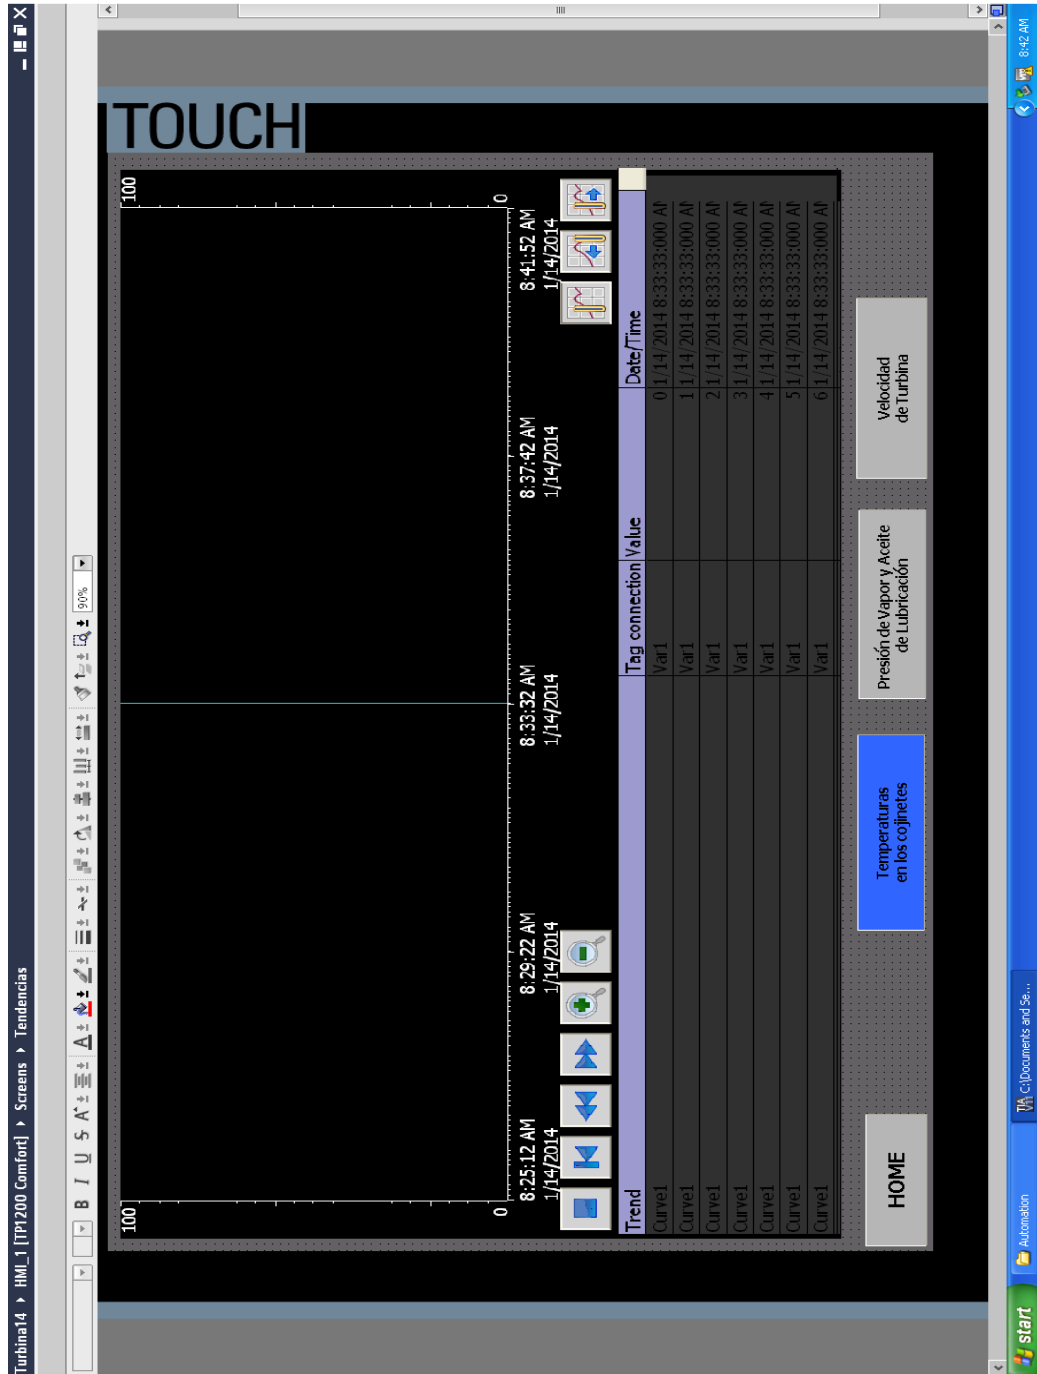 Turbina14 ▸ HMI_1 [TP1200 Comfort] ▸ Screens ▸ Tendencias
B I U S A A 90%
TOUCH
100 100
0 0
8:25:12 AM 8:29:22 AM 8:33:32 AM 8:37:42 AM 8:41:52 AM
1/14/2014 1/14/2014 1/14/2014 1/14/2014 1/14/2014
Trend Tag connection Value Date/Time
Curve1 Var1 0 1/14/2014 8:33:33:000 AM
Curve1 Var1 1 1/14/2014 8:33:33:000 AM
Curve1 Var1 2 1/14/2014 8:33:33:000 AM
Curve1 Var1 3 1/14/2014 8:33:33:000 AM
Curve1 Var1 4 1/14/2014 8:33:33:000 AM
Curve1 Var1 5 1/14/2014 8:33:33:000 AM
Curve1 Var1 6 1/14/2014 8:33:33:000 AM
HOME
Temperaturas
en los cojinetes
Presión de Vapor y Aceite
de Lubricación
Velocidad
de Turbina
start Automation C:\Documents and Se... 8:42 AM